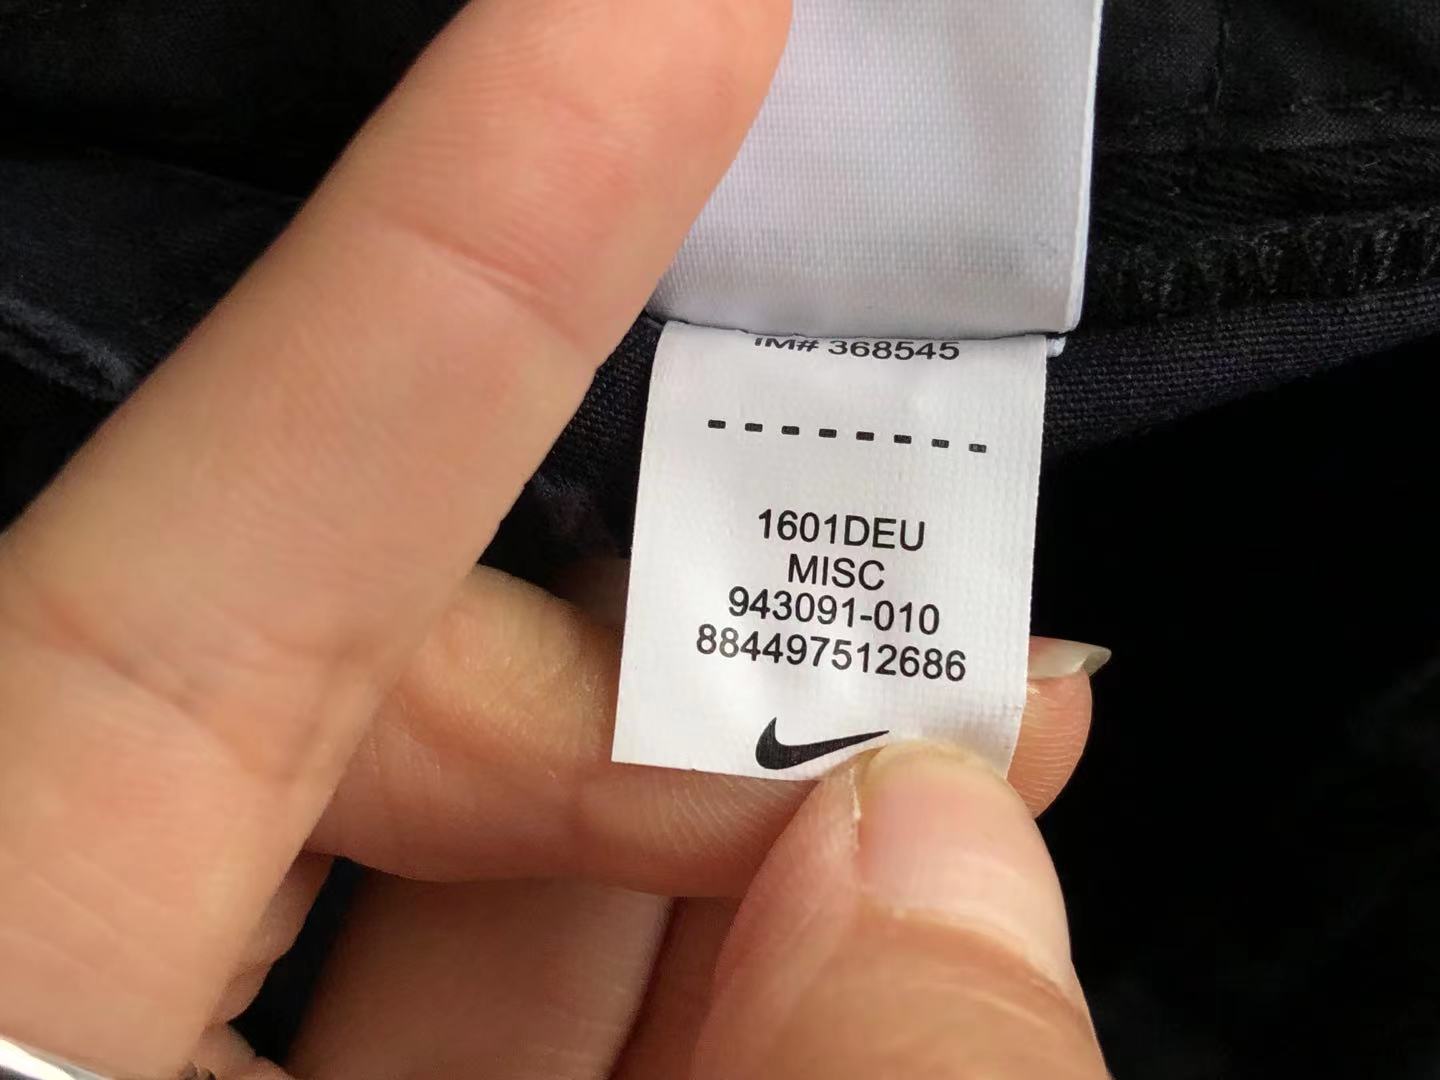 IM# 368545
- - - - - - - -
1601DEU
MISC
943091-010
884497512686